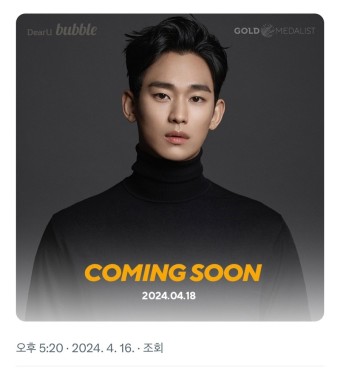 DearU bubble
GOLD MEDALIST
COMING SOON
2024.04.18
오후 5:20 · 2024. 4. 16. · 조회